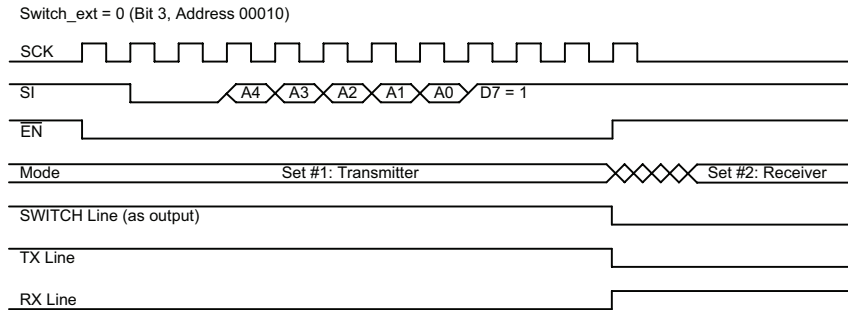 Switch_ext = 0 (Bit 3, Address 00010)
SCK
SI A4 A3 A2 A1 A0 D7 = 1
EN
Mode Set #1: Transmitter Set #2: Receiver
SWITCH Line (as output)
TX Line
RX Line